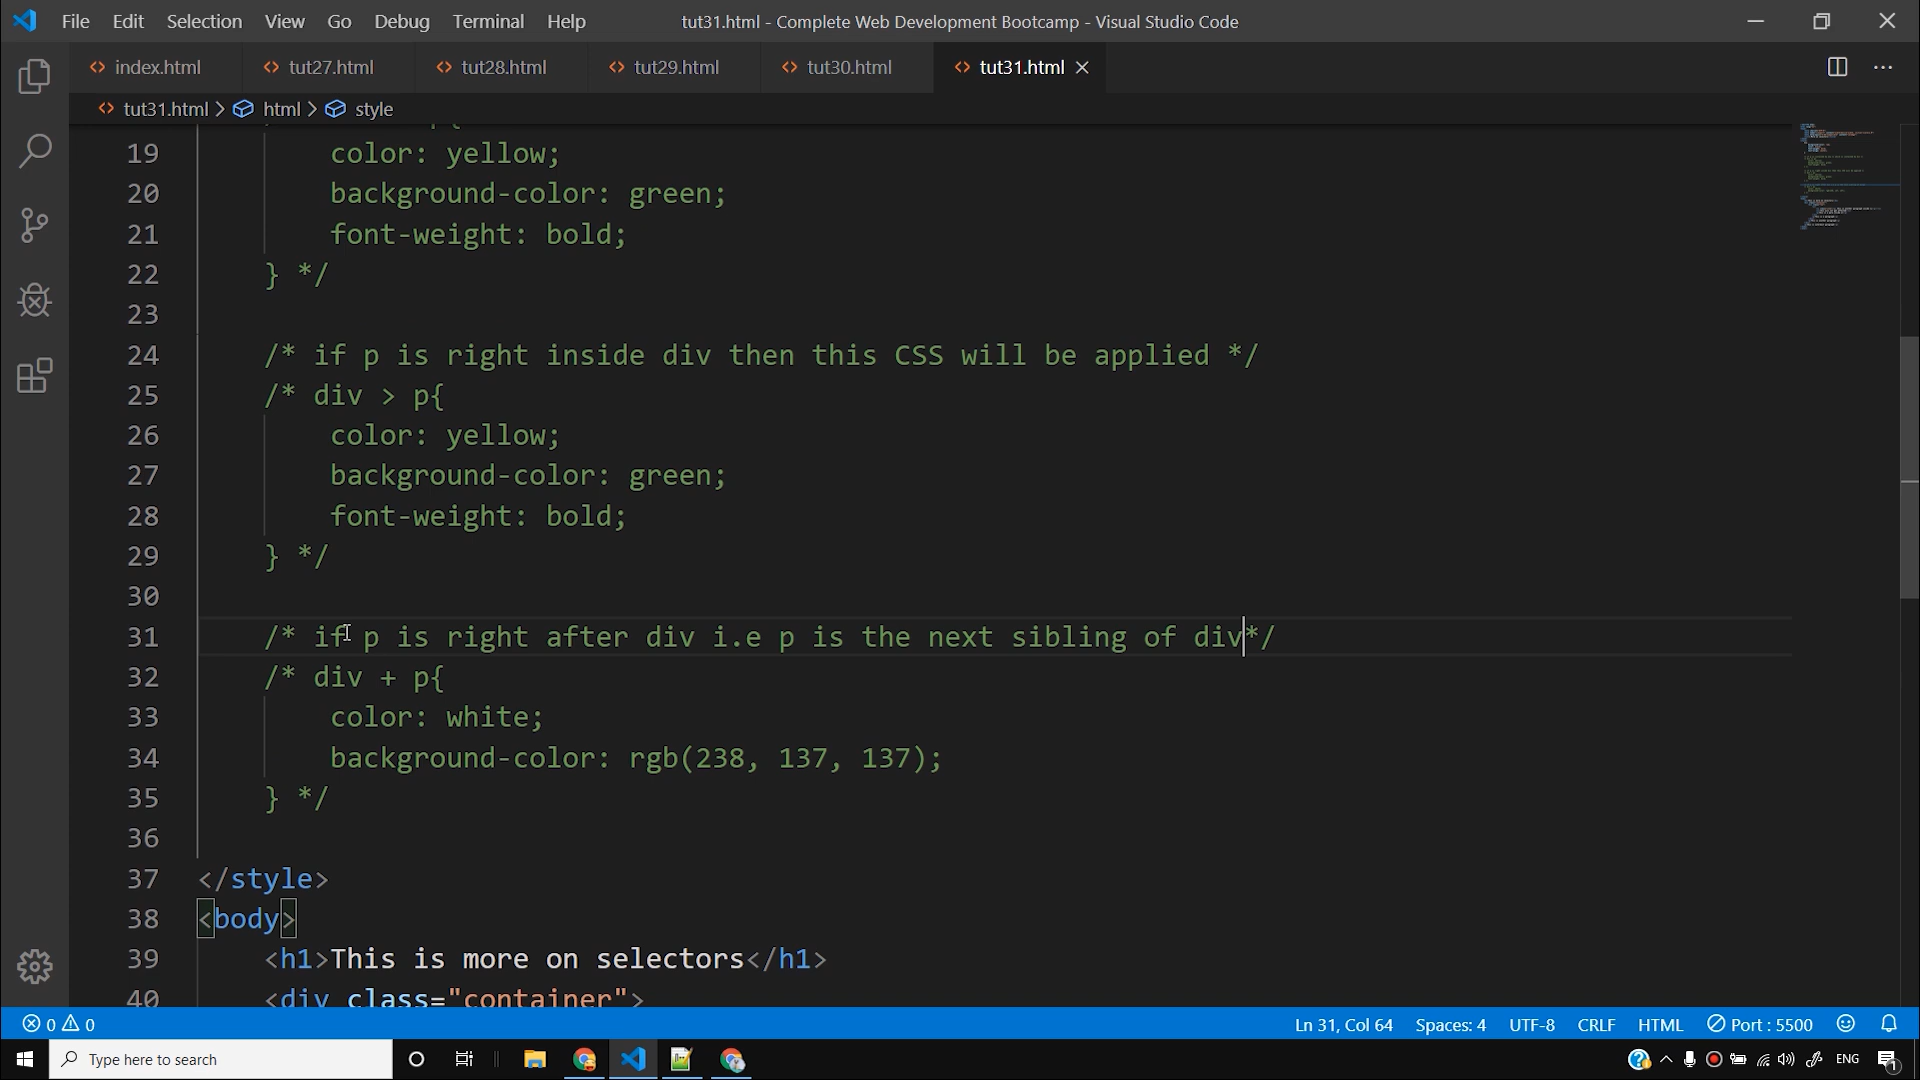 File Edit Selection View Go Debug Terminal Help tut31.html - Complete Web Development Bootcamp - Visual Studio Code
index.html tut27.html tut28.html tut29.html tut30.html tut31.html
tut31.html > html > style
19 color: yellow;
20 background-color: green;
21 font-weight: bold;
22 } */
23
24 /* if p is right inside div then this CSS will be applied */
25 /* div > p{
26 color: yellow;
27 background-color: green;
28 font-weight: bold;
29 } */
30
31 /* if p is right after div i.e p is the next sibling of div*/
32 /* div + p{
33 color: white;
34 background-color: rgb(238, 137, 137);
35 } */
36
37 </style>
38 <body>
39 <h1>This is more on selectors</h1>
40 <div class="container">
0 0 Ln 31, Col 64 Spaces: 4 UTF-8 CRLF HTML Port : 5500
Type here to search ENG 1